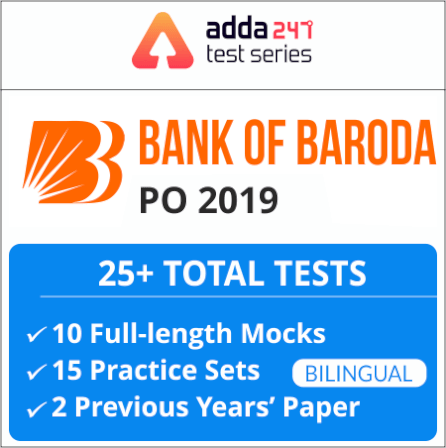 adda 247
test series
BANK OF BARODA
PO 2019
25+ TOTAL TESTS
✓ 10 Full-length Mocks
✓ 15 Practice Sets
BILINGUAL
✓ 2 Previous Years’ Paper